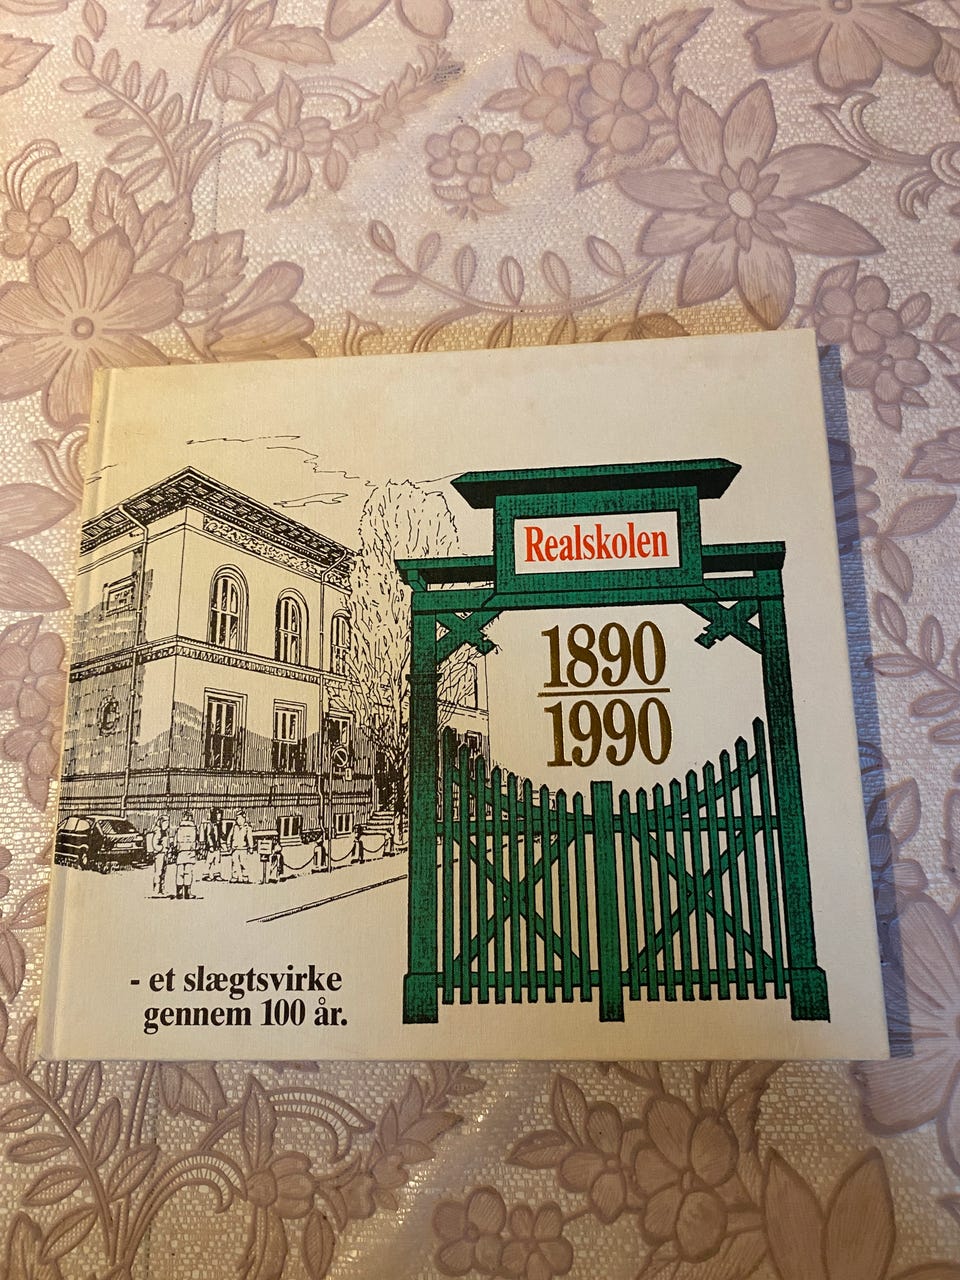 Realskolen
1890
1990
- et slægtsvirke
gennem 100 år.